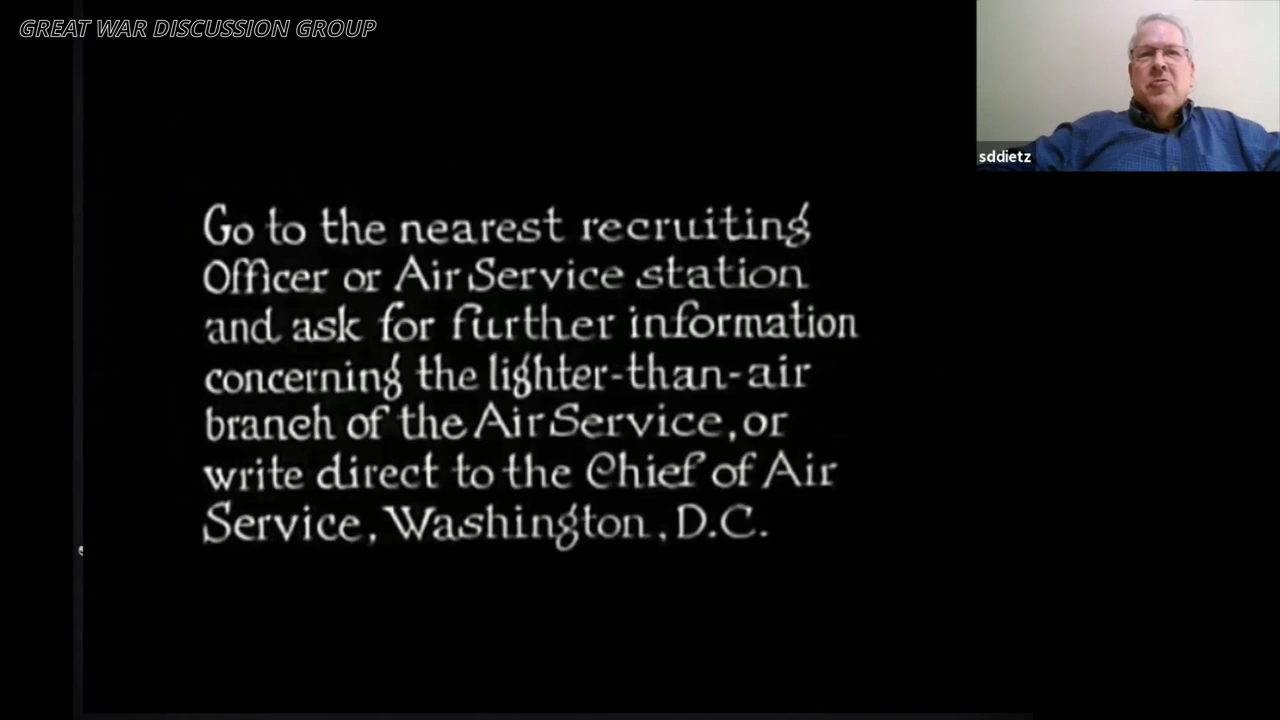 GREAT WAR DISCUSSION GROUP
sddietz
Go to the nearest recruiting
Officer or Air Service station
and ask for further information
concerning the lighter-than-air
branch of the Air Service, or
write direct to the Chief of Air
Service, Washington, D.C.